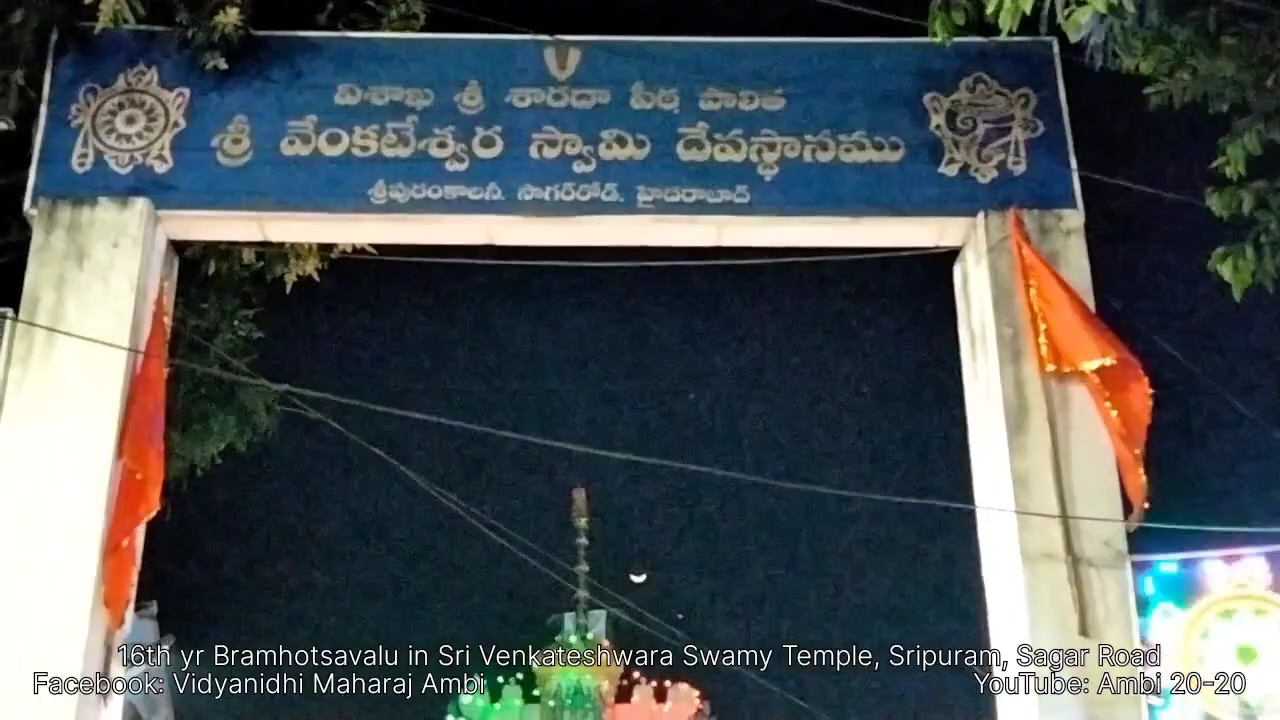 విశాఖ శ్రీ శారదా పీఠ పాలిత
శ్రీ వేంకటేశ్వర స్వామి దేవస్థానము
శ్రీపురంకాలనీ. సాగర్‌రోడ్. హైదరాబాద్
16th yr Bramhotsavalu in Sri Venkateshwara Swamy Temple, Sripuram, Sagar Road
Facebook: Vidyanidhi Maharaj Ambi YouTube: Ambi 20-20